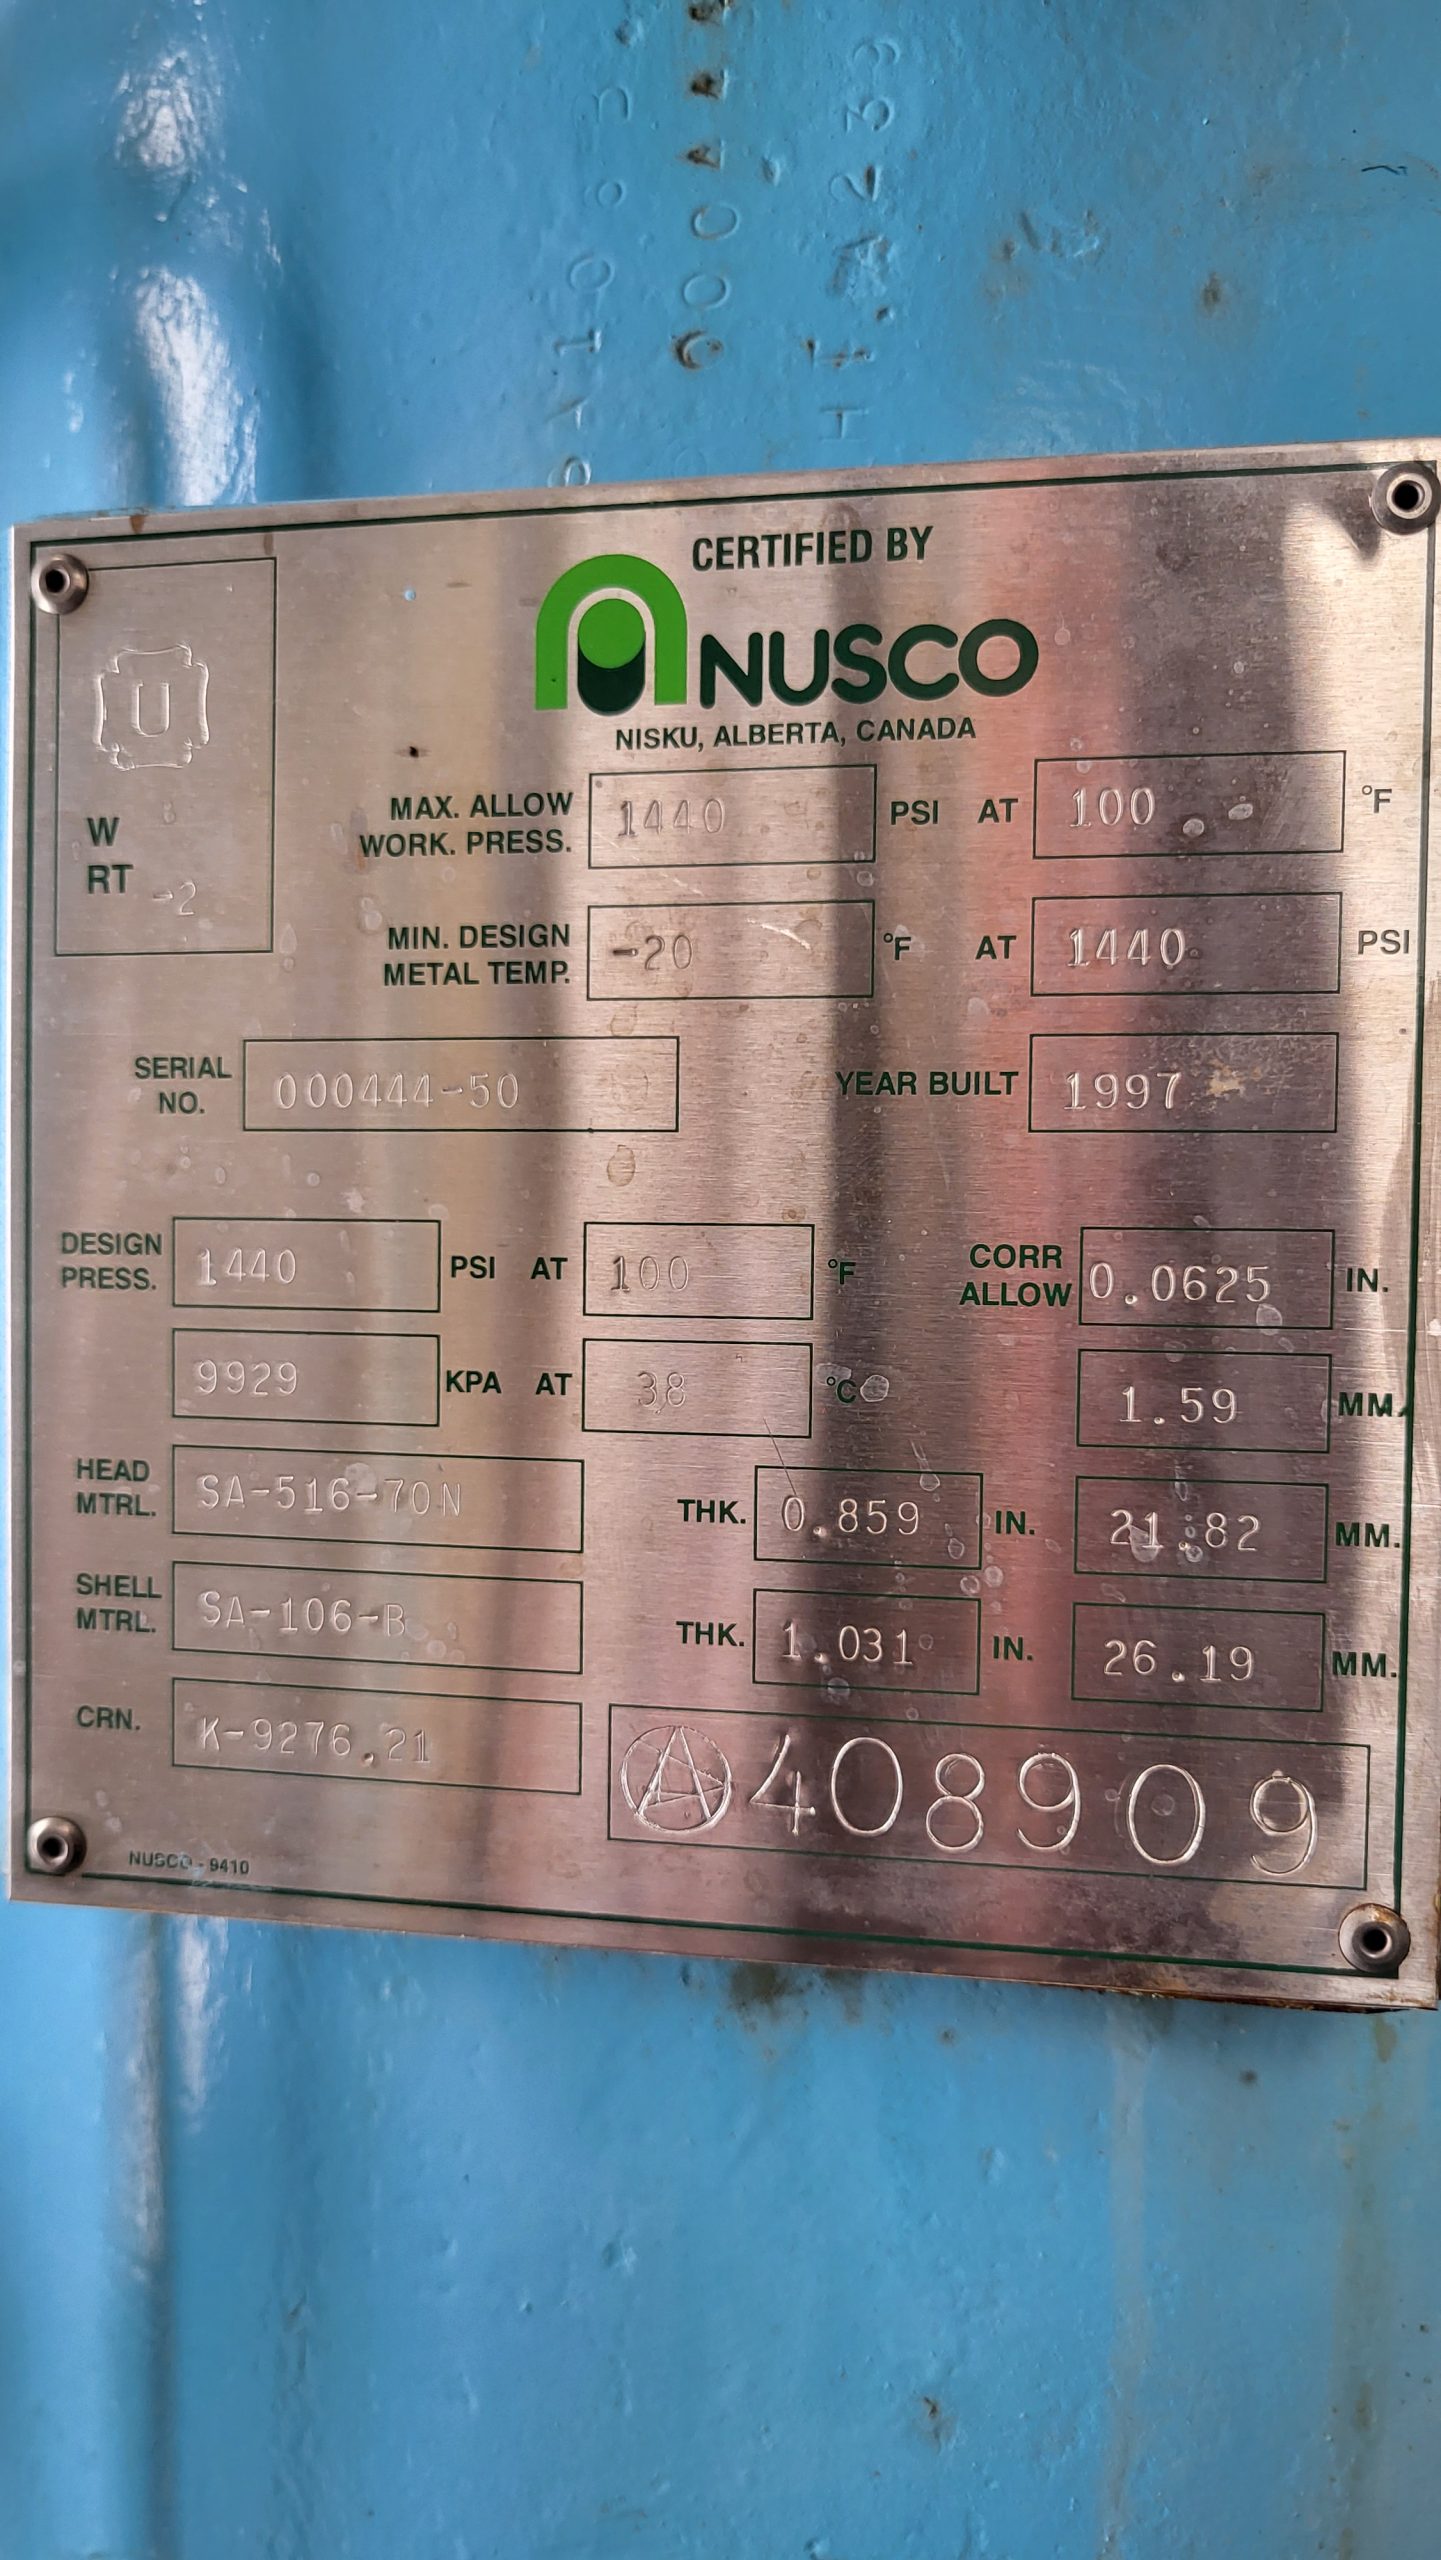 CERTIFIED BY
NUSCO
NISKU, ALBERTA, CANADA
U
W
RT -2
MAX. ALLOW WORK. PRESS. 1440 PSI AT 100 °F
MIN. DESIGN METAL TEMP. -20 °F AT 1440 PSI
SERIAL NO. 000444-50 YEAR BUILT 1997
DESIGN PRESS. 1440 PSI AT 100 °F CORR ALLOW 0.0625 IN.
9929 KPA AT 38 °C 1.59 MM.
HEAD MTRL. SA-516-70N THK. 0.859 IN. 21.82 MM.
SHELL MTRL. SA-106-B THK. 1.031 IN. 26.19 MM.
CRN. K-9276.21 A 408909
NUSCO - 9410